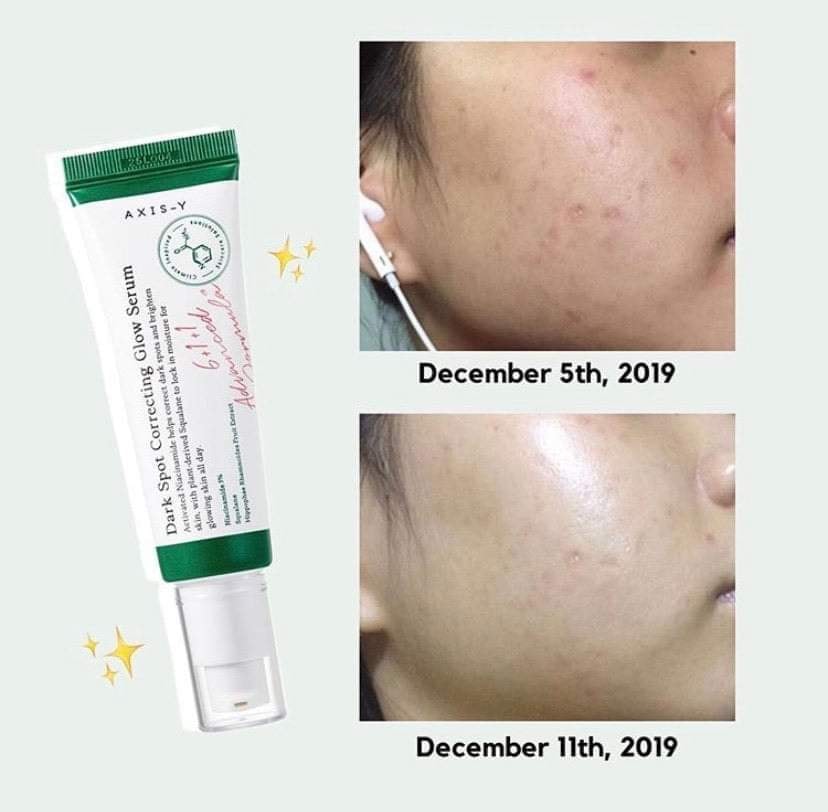 AXIS-Y
Dark Spot Correcting Glow Serum
Activated Niacinamide helps correct dark spots and brighten
skin, with plant-derived Squalane to lock in moisture for
glowing skin all day.
6+1+1
Advanced
Formula
Niacinamide 5%
Squalane
Hippophae Rhamnoides Fruit Extract
December 5th, 2019
December 11th, 2019